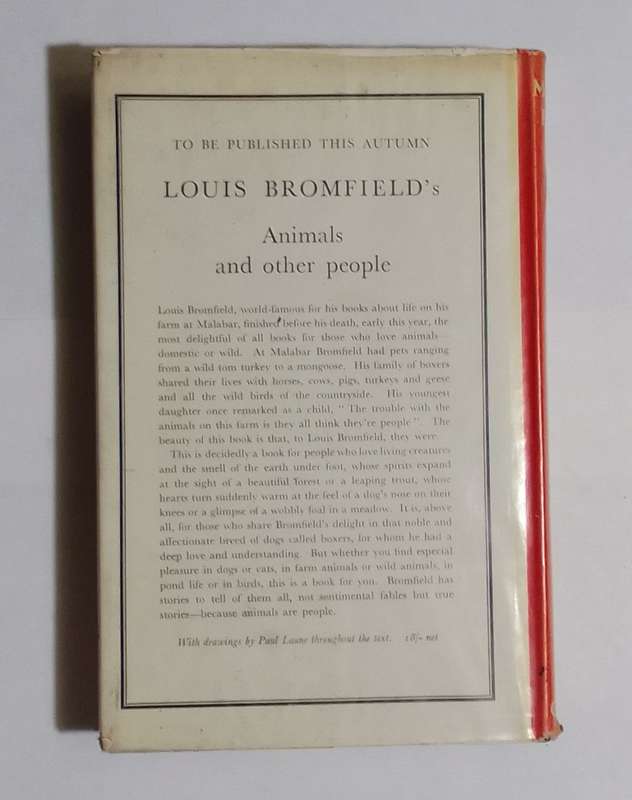 TO BE PUBLISHED THIS AUTUMN
LOUIS BROMFIELD's
Animals
and other people
Louis Bromfield, world-famous for his books about life on his
farm at Malabar, finished before his death, early this year, the
most delightful of all books for those who love animals—
domestic or wild. At Malabar Bromfield had pets ranging
from a wild tom turkey to a mongoose. His family of boxers
shared their lives with horses, cows, pigs, turkeys and geese
and all the wild birds of the countryside. His youngest
daughter once remarked as a child, " The trouble with the
animals on this farm is they all think they're people ". The
beauty of this book is that, to Louis Bromfield, they were.
This is decidedly a book for people who love living creatures
and the smell of the earth under foot, whose spirits expand
at the sight of a beautiful forest or a leaping trout, whose
hearts turn suddenly warm at the feel of a dog's nose on their
knees or a glimpse of a wobbly foal in a meadow. It is, above
all, for those who share Bromfield's delight in that noble and
affectionate breed of dogs called boxers, for whom he had a
deep love and understanding. But whether you find especial
pleasure in dogs or cats, in farm animals or wild animals, in
pond life or in birds, this is a book for you. Bromfield has
stories to tell of them all, not sentimental fables but true
stories—because animals are people.
With drawings by Paul Laune throughout the text. 18/- net